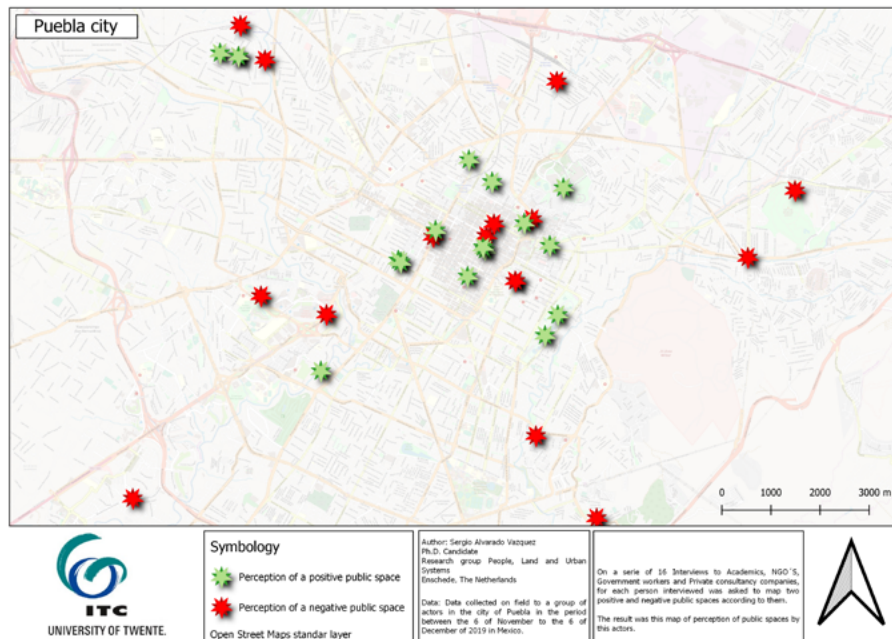 Puebla city
0 1000 2000 3000 m
ITC
UNIVERSITY OF TWENTE.
Symbology
Perception of a positive public space
Perception of a negative public space
Open Street Maps standar layer
Author: Sergio Alvarado Vazquez
Ph.D. Candidate
Research group People, Land and Urban
Systems
Enschede, The Netherlands
Data: Data collected on field to a group of
actors in the city of Puebla in the period
between the 6 of November to the 6 of
December of 2019 in Mexico.
On a serie of 16 Interviews to Academics, NGO´S,
Government workers and Private consultancy companies,
for each person interviewed was asked to map two
positive and negative public spaces according to them.
The result was this map of perception of public spaces by
this actors.